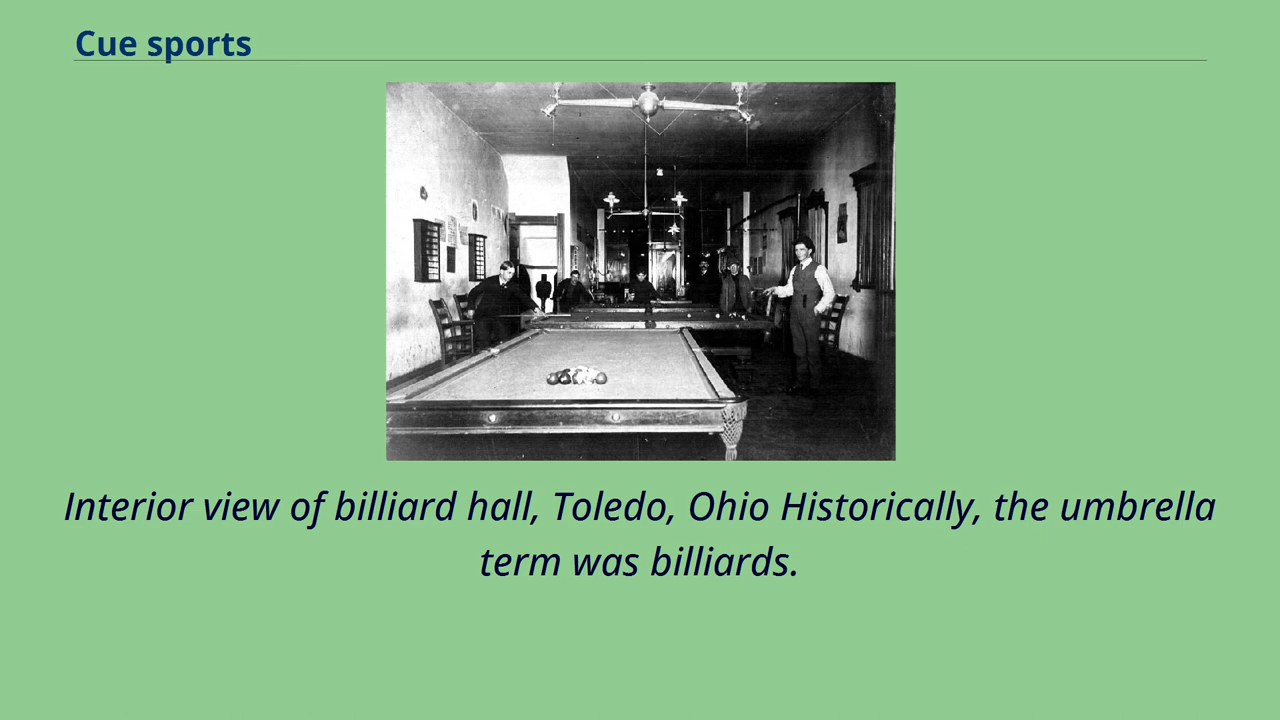 Cue sports
Interior view of billiard hall, Toledo, Ohio Historically, the umbrella
term was billiards.